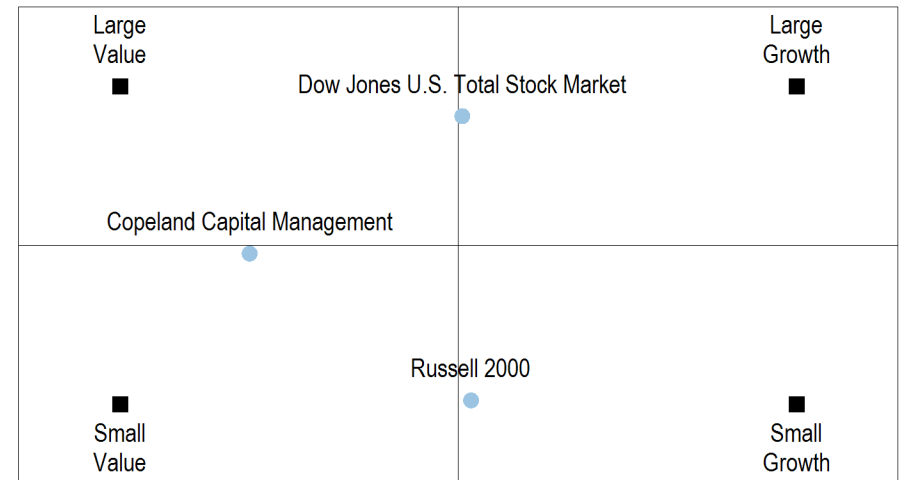 Large
Value
Large
Growth
Dow Jones U.S. Total Stock Market
Copeland Capital Management
Russell 2000
Small
Value
Small
Growth